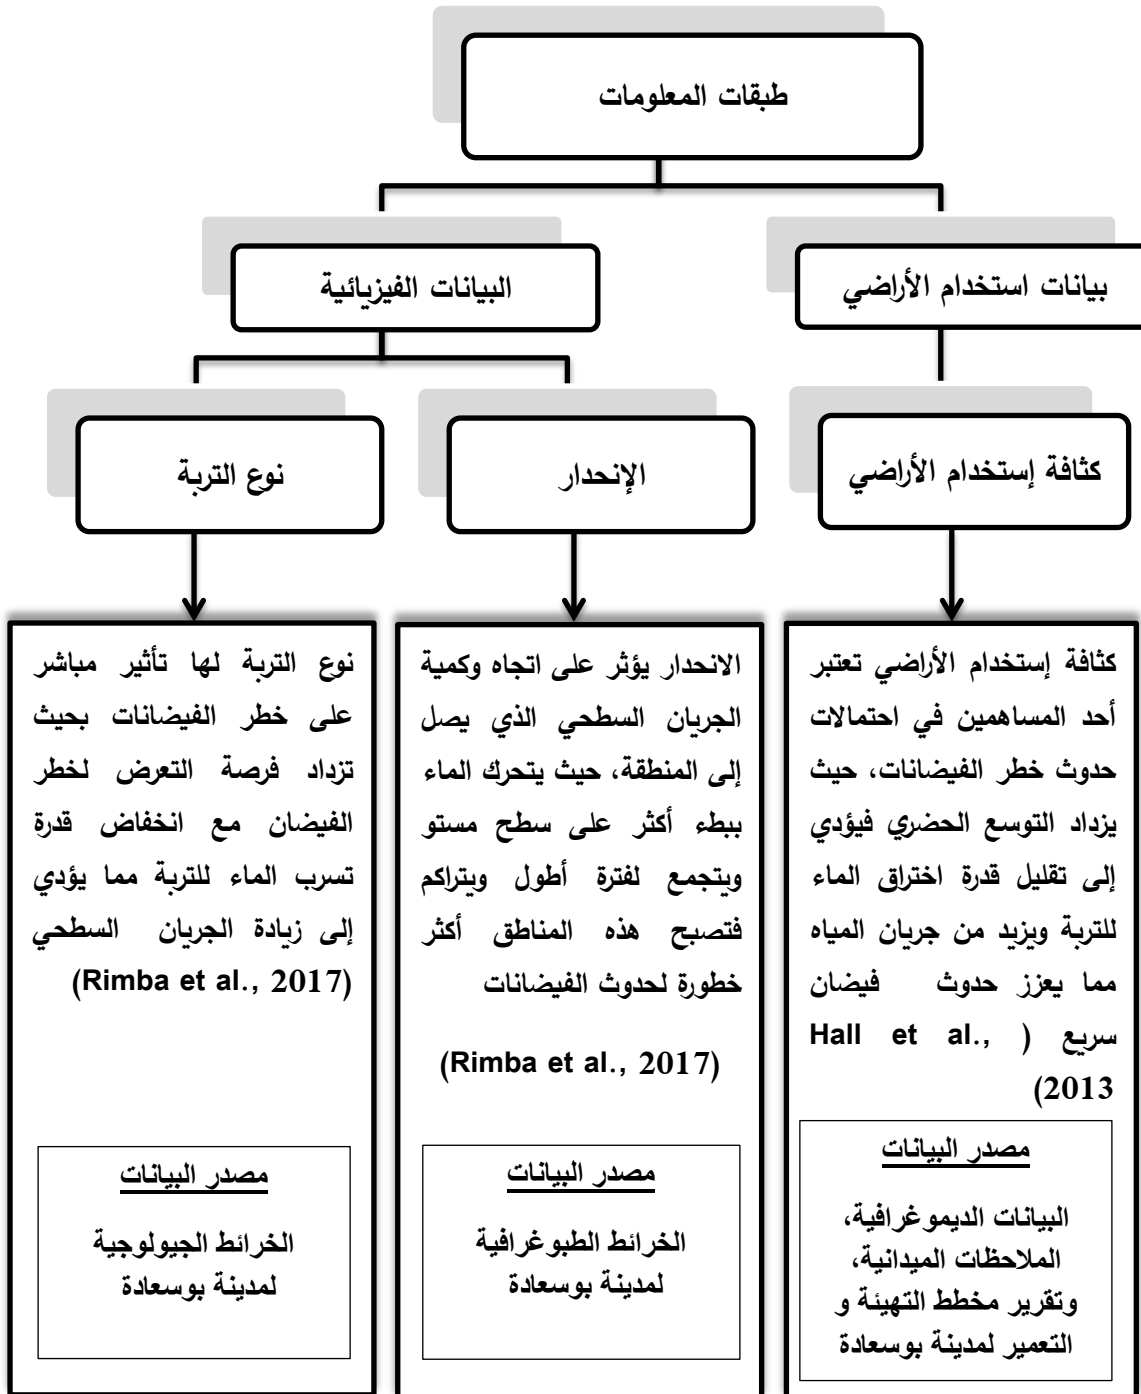 طبقات المعلومات
بيانات استخدام الأراضي
البيانات الفيزيائية
كثافة إستخدام الأراضي
الإنحدار
نوع التربة
كثافة إستخدام الأراضي تعتبر
أحد المساهمين في احتمالات
حدوث خطر الفيضانات، حيث
يزداد التوسع الحضري فيؤدي
إلى تقليل قدرة اختراق الماء
للتربة ويزيد من جريان المياه
مما يعزز حدوث فيضان
سريع (Hall et al.,
2013)
مصدر البيانات
البيانات الديموغرافية،
الملاحظات الميدانية،
وتقرير مخطط التهيئة و
التعمير لمدينة بوسعادة
الانحدار يؤثر على اتجاه وكمية
الجريان السطحي الذي يصل
إلى المنطقة، حيث يتحرك الماء
ببطء أكثر على سطح مستو
ويتجمع لفترة أطول ويتراكم
فتصبح هذه المناطق أكثر
خطورة لحدوث الفيضانات
(Rimba et al., 2017)
مصدر البيانات
الخرائط الطبوغرافية
لمدينة بوسعادة
نوع التربة لها تأثير مباشر
على خطر الفيضانات بحيث
تزداد فرصة التعرض لخطر
الفيضان مع انخفاض قدرة
تسرب الماء للتربة مما يؤدي
إلى زيادة الجريان السطحي
(Rimba et al., 2017)
مصدر البيانات
الخرائط الجيولوجية
لمدينة بوسعادة